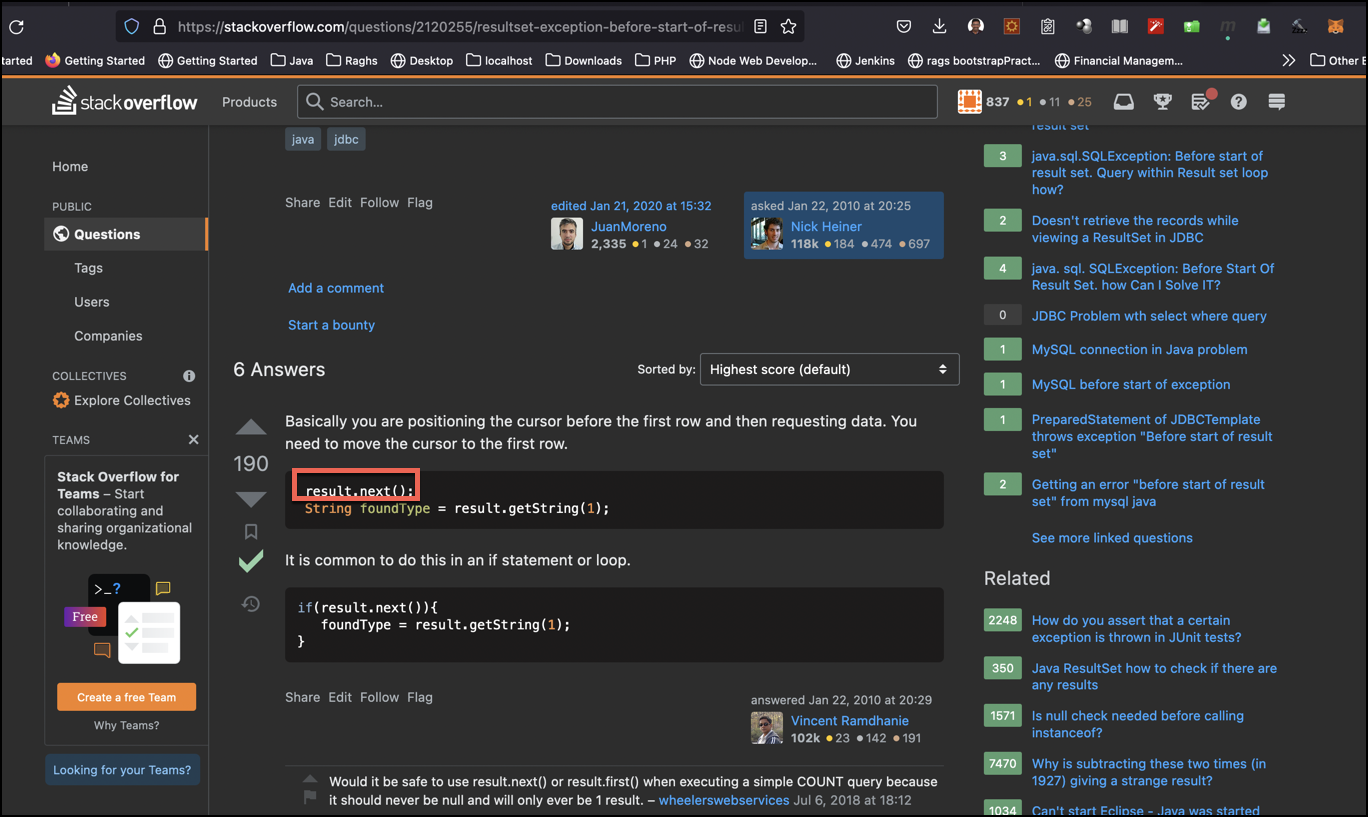 https://stackoverflow.com/questions/2120255/resultset-exception-before-start-of-resu
tarted Getting Started Getting Started Java Raghs Desktop localhost Downloads PHP Node Web Develop... Jenkins rags bootstrapPract... Financial Managem... Other
stackoverflow Products Search... 837 1 11 25
Home
PUBLIC
Questions
Tags
Users
Companies
COLLECTIVES
Explore Collectives
TEAMS
Stack Overflow for
Teams – Start
collaborating and
sharing organizational
knowledge.
>_?
Free
Create a free Team
Why Teams?
Looking for your Teams?
java jdbc
Share Edit Follow Flag
edited Jan 21, 2020 at 15:32
JuanMoreno
2,335 1 24 32
asked Jan 22, 2010 at 20:25
Nick Heiner
118k 184 474 697
Add a comment
Start a bounty
6 Answers
Sorted by: Highest score (default)
190
Basically you are positioning the cursor before the first row and then requesting data. You
need to move the cursor to the first row.
result.next();
String foundType = result.getString(1);
It is common to do this in an if statement or loop.
if(result.next()){
foundType = result.getString(1);
}
Share Edit Follow Flag
answered Jan 22, 2010 at 20:29
Vincent Ramdhanie
102k 23 142 191
Would it be safe to use result.next() or result.first() when executing a simple COUNT query because
it should never be null and will only ever be 1 result. – wheelerswebservices Jul 6, 2018 at 18:12
result set
3 java.sql.SQLException: Before start of
result set. Query within Result set loop
how?
2 Doesn't retrieve the records while
viewing a ResultSet in JDBC
4 java. sql. SQLException: Before Start Of
Result Set. how Can I Solve IT?
0 JDBC Problem wth select where query
1 MySQL connection in Java problem
1 MySQL before start of exception
1 PreparedStatement of JDBCTemplate
throws exception "Before start of result
set"
2 Getting an error "before start of result
set" from mysql java
See more linked questions
Related
2248 How do you assert that a certain
exception is thrown in JUnit tests?
350 Java ResultSet how to check if there are
any results
1571 Is null check needed before calling
instanceof?
7470 Why is subtracting these two times (in
1927) giving a strange result?
1034 Can't start Eclipse - Java was started